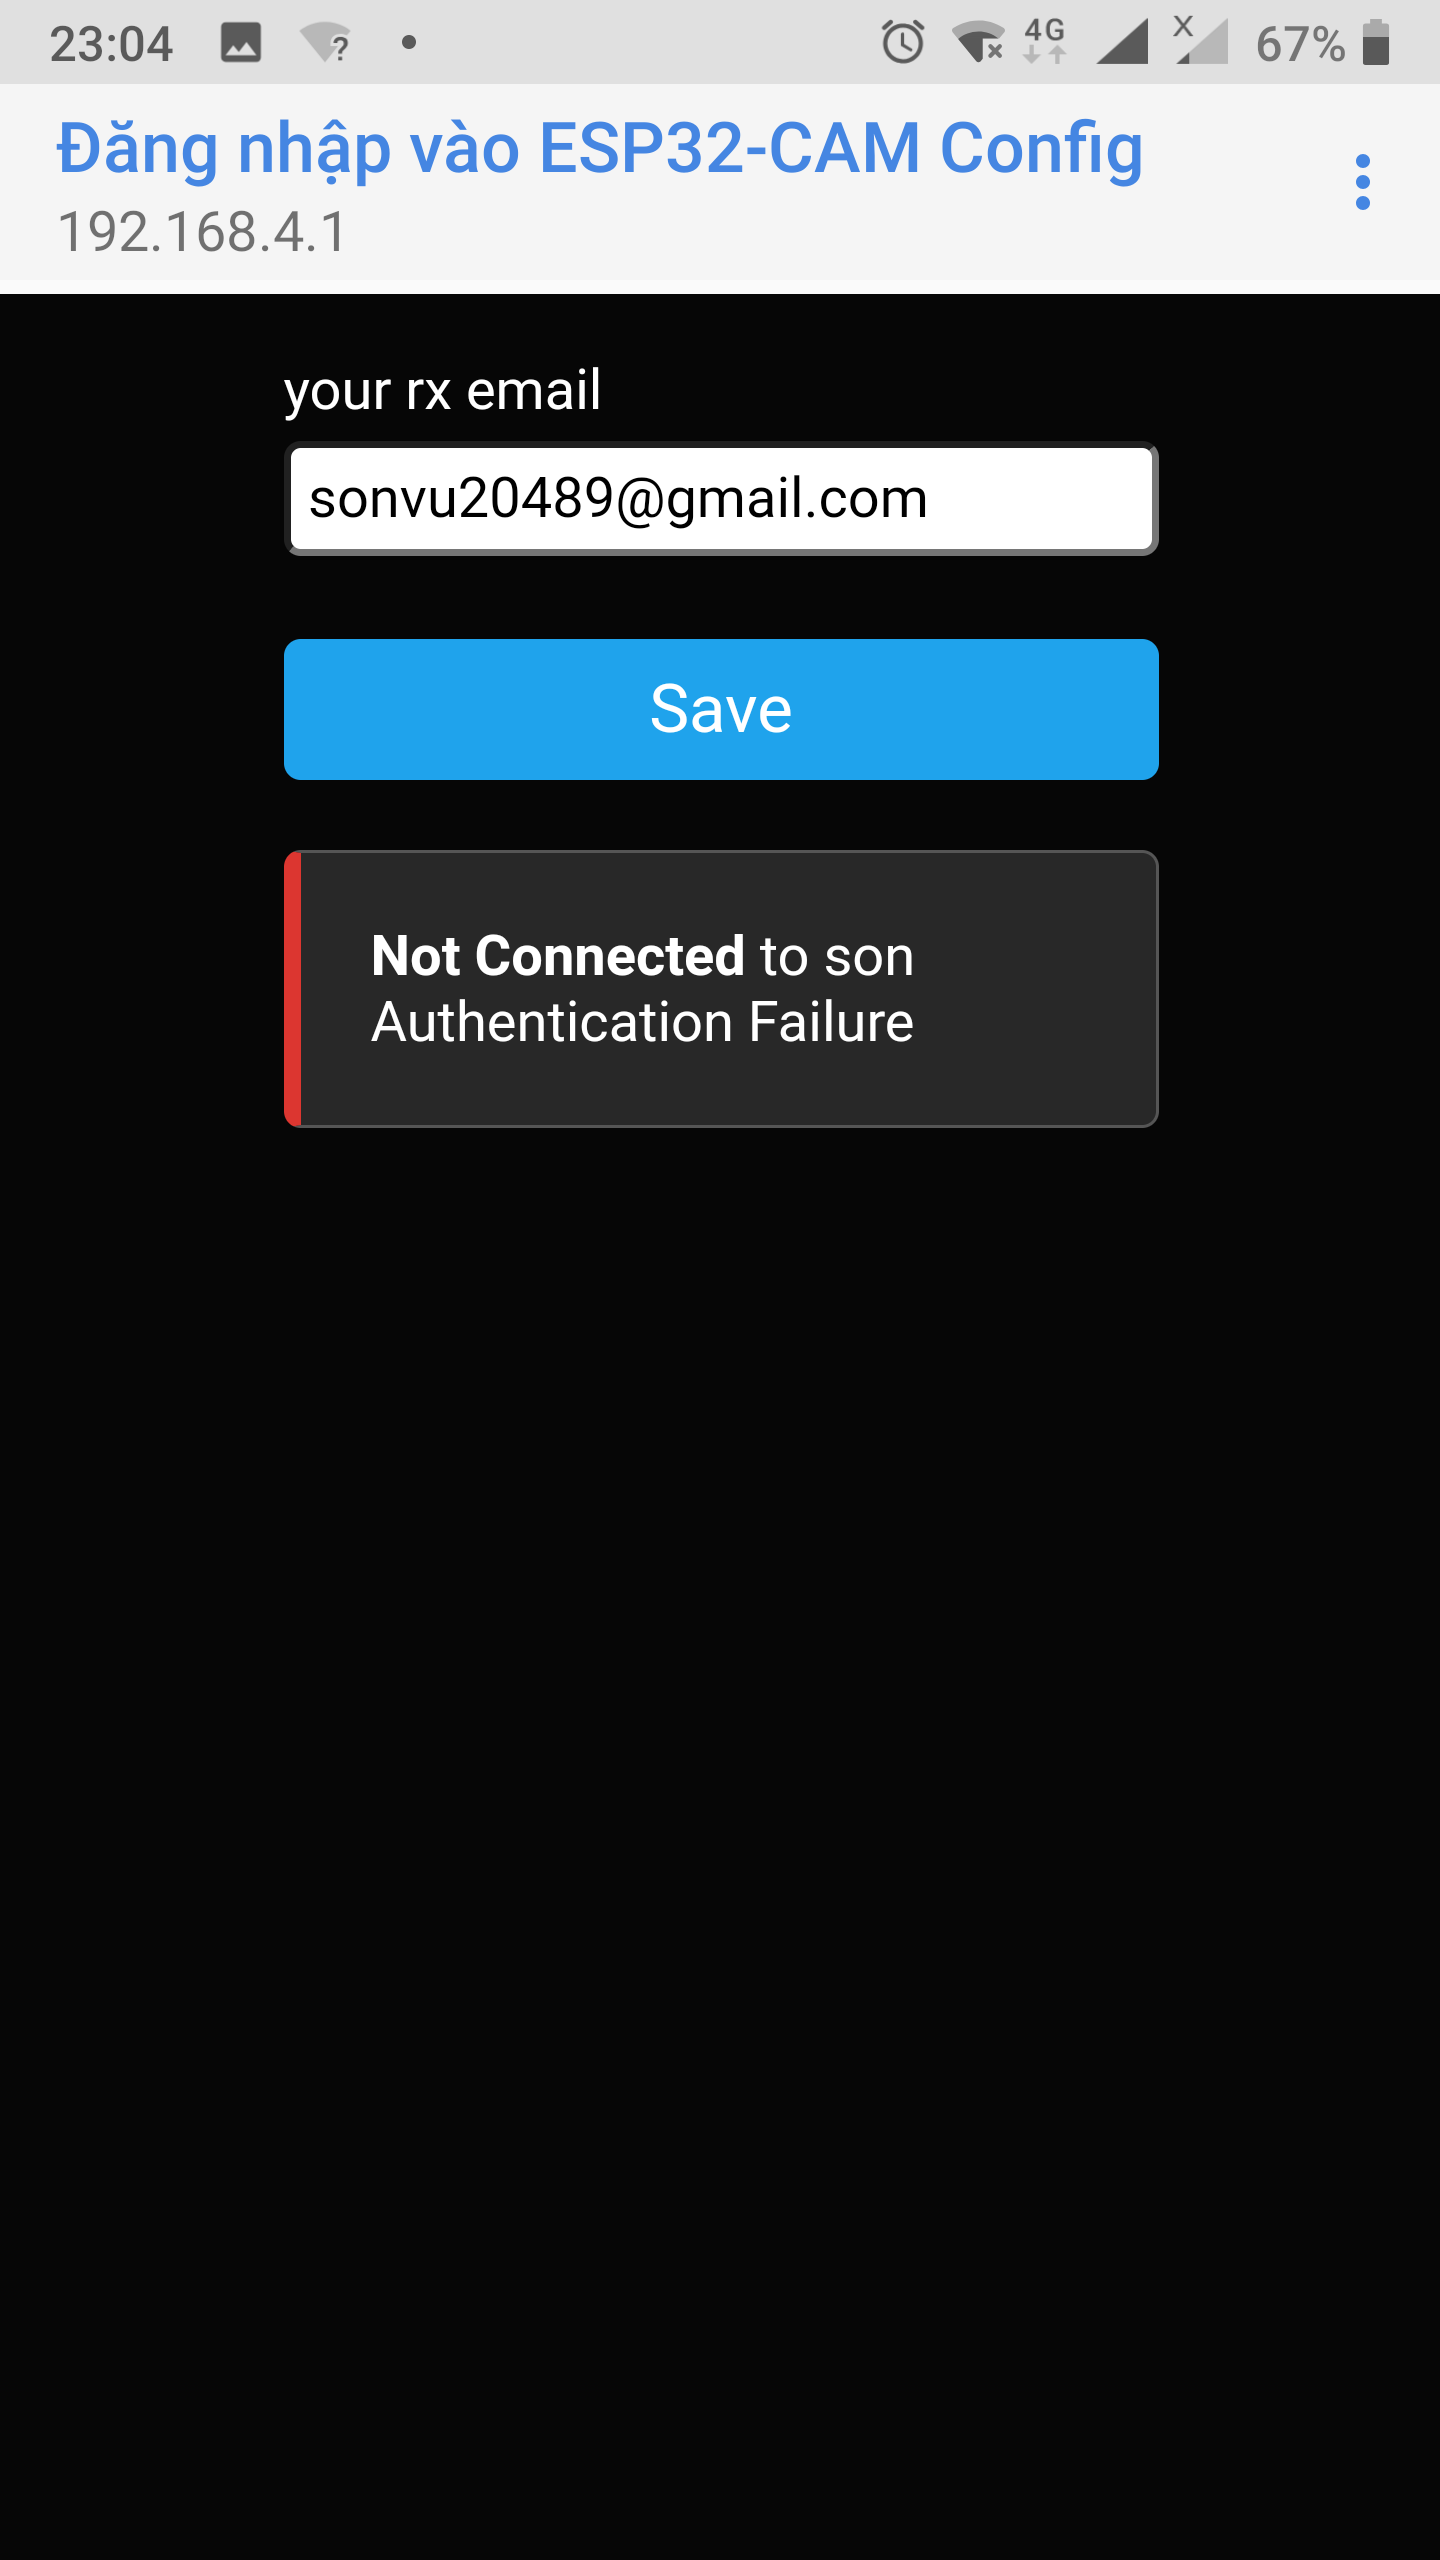 23:04
4G
67%
Đăng nhập vào ESP32-CAM Config
192.168.4.1
your rx email
sonvu20489@gmail.com
Save
Not Connected to son
Authentication Failure